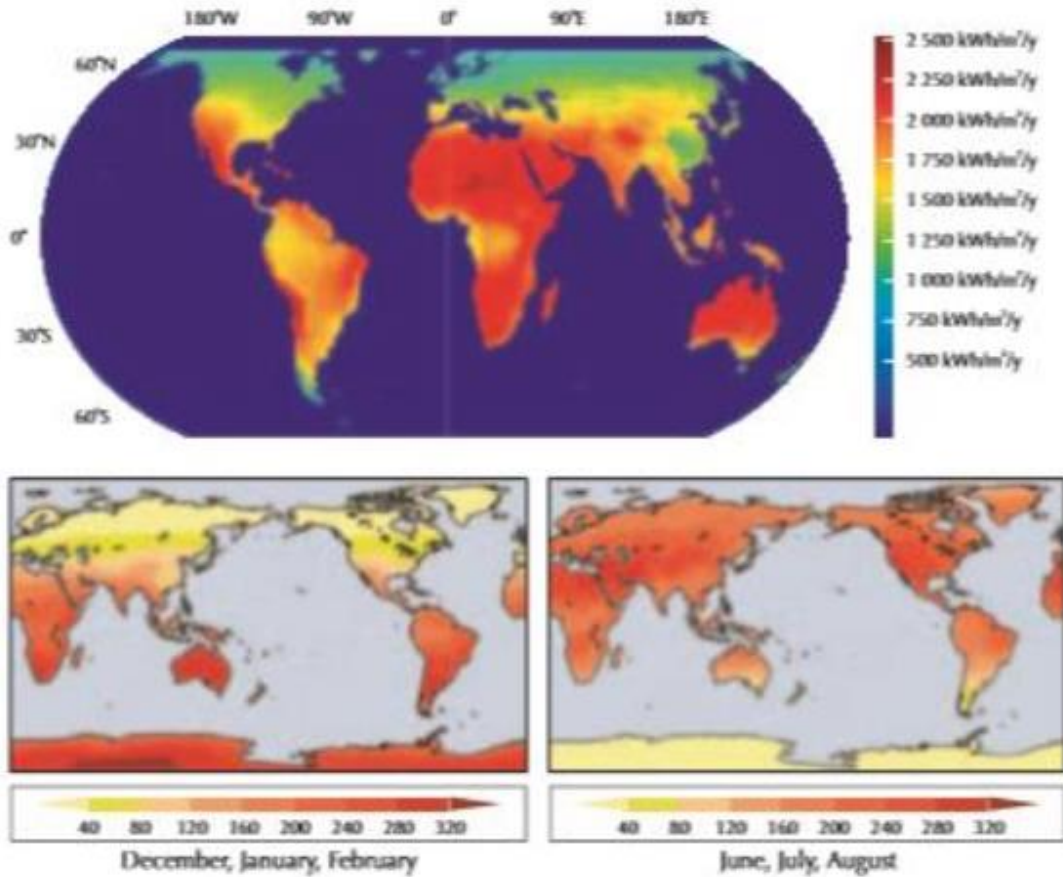 180°W 90°W 0° 90°E 180°E
60°N
30°N
0°
30°S
60°S
2 500 kWh/m²/y
2 250 kWh/m²/y
2 000 kWh/m²/y
1 750 kWh/m²/y
1 500 kWh/m²/y
1 250 kWh/m²/y
1 000 kWh/m²/y
750 kWh/m²/y
500 kWh/m²/y
40 80 120 160 200 240 280 320
December, January, February
40 80 120 160 200 240 280 320
June, July, August